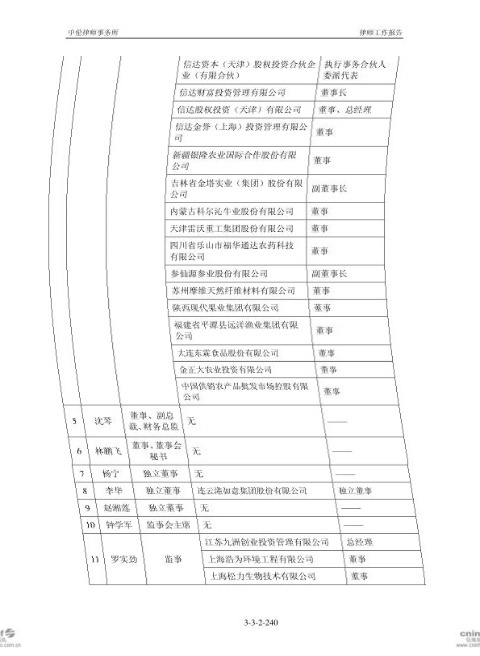 中伦律师事务所 律师工作报告
信达资本（天津）股权投资合伙企 执行事务合伙人
业（有限合伙） 委派代表
信达财富投资管理有限公司 董事长
信达股权投资（天津）有限公司 董事、总经理
信达金誉（上海）投资管理有限公 董事
司
新疆银隆农业国际合作股份有限 董事
公司
吉林省金塔实业（集团）股份有限 副董事长
公司
内蒙古科尔沁牛业股份有限公司 董事
天津雷沃重工集团股份有限公司 董事
四川省乐山市福华通达农药科技 董事
有限公司
参仙源参业股份有限公司 副董事长
苏州摩维天然纤维材料有限公司 董事
陕西现代果业集团有限公司 董事
福建省平潭县远洋渔业集团有限 董事
公司
大连东霖食品股份有限公司 董事
金正大农业投资有限公司 董事
中国供销农产品批发市场控股有限 董事
公司
5 沈琴 董事、副总 无 ——
裁、财务总监
6 林鹏飞 董事、董事会 无 ——
秘书
7 杨宁 独立董事 无 ——
8 李华 独立董事 连云港如意集团股份有限公司 独立董事
9 赵湘莲 独立董事 无 ——
10 钟学军 监事会主席 无 ——
江苏九洲创业投资管理有限公司 总经理
11 罗实劲 监事 上海浩为环境工程有限公司 董事
上海松力生物技术有限公司 董事
3-3-2-240